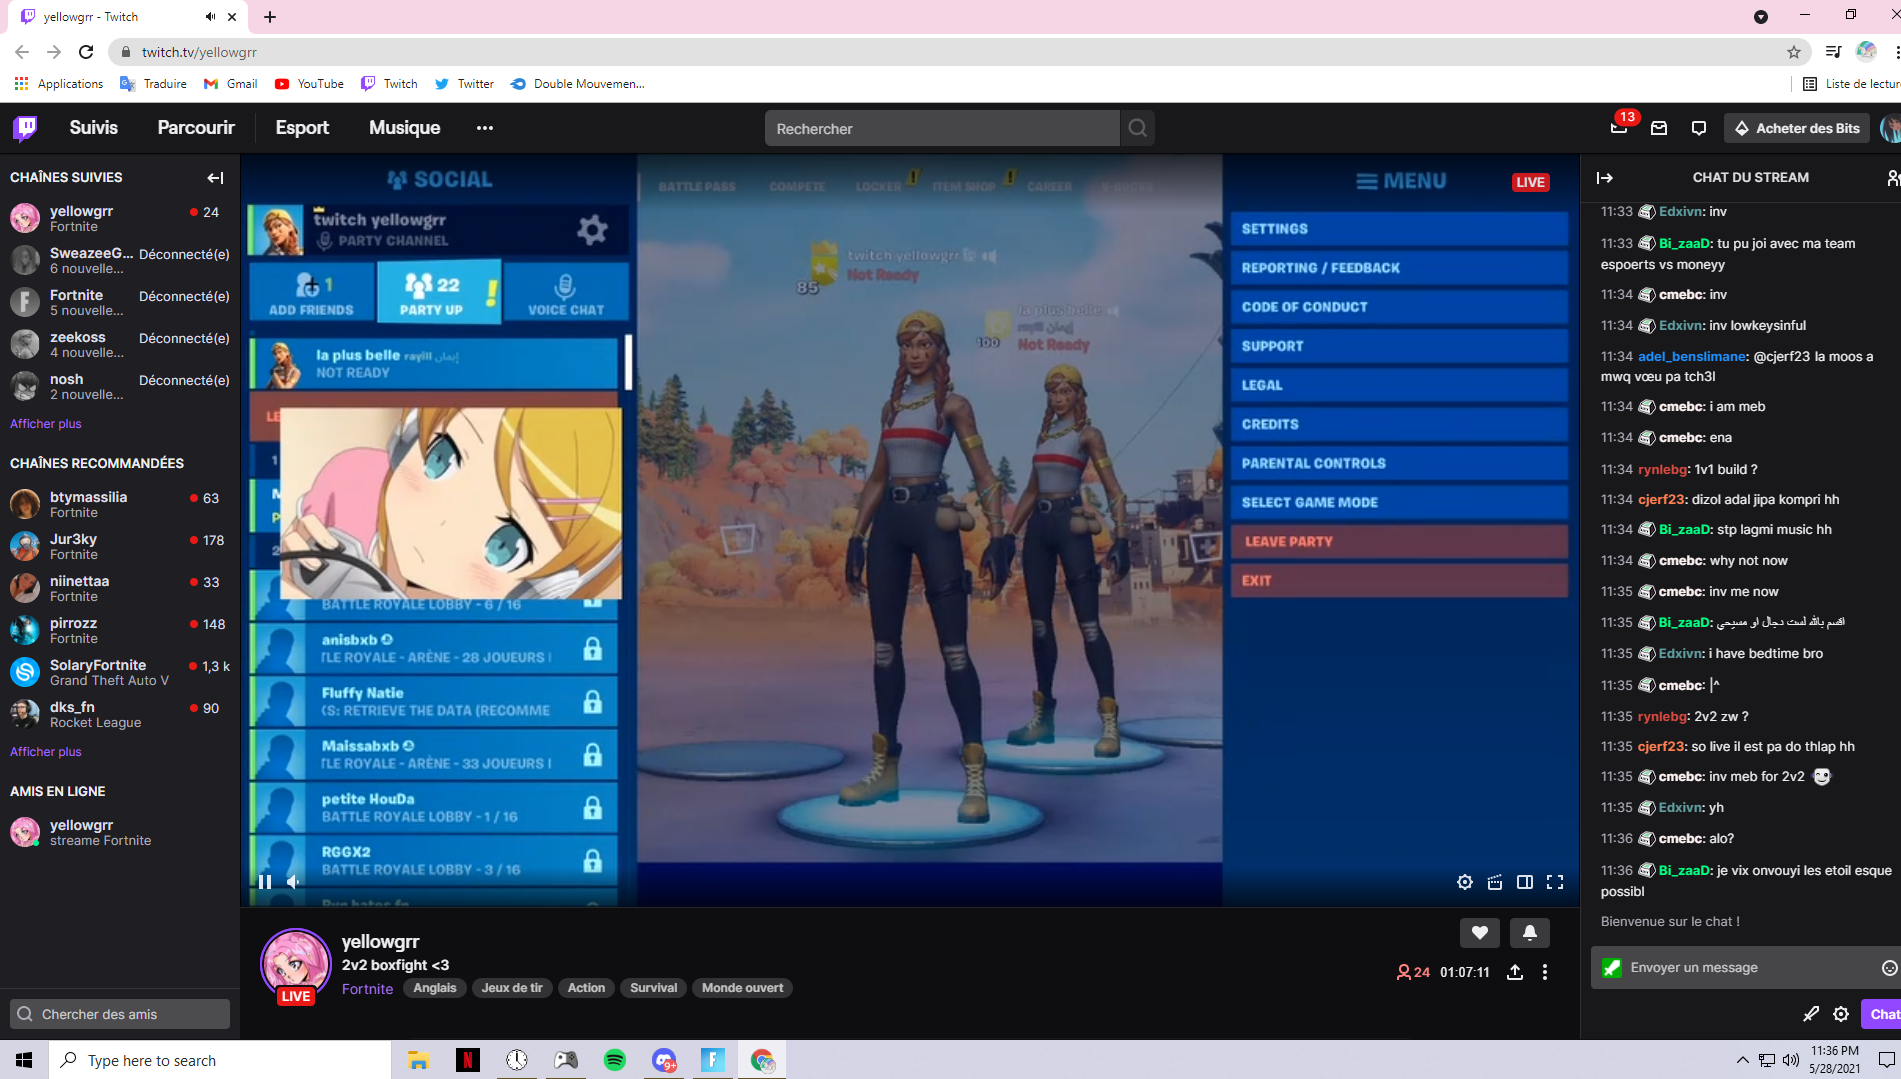 yellowgrr - Twitch
twitch.tv/yellowgrr
Applications
Traduire
Gmail
YouTube
Twitch
Twitter
Double Mouvemen...
Liste de lectur
Suivis
Parcourir
Esport
Musique
Rechercher
13
Acheter des Bits
CHAÎNES SUIVIES
yellowgrr
24
Fortnite
SweazeeG...
Déconnecté(e)
6 nouvelle...
Fortnite
Déconnecté(e)
5 nouvelle...
zeekoss
Déconnecté(e)
4 nouvelle...
nosh
Déconnecté(e)
2 nouvelle...
Afficher plus
CHAÎNES RECOMMANDÉES
btymassilia
63
Fortnite
Jur3ky
178
Fortnite
niinettaa
33
Fortnite
pirrozz
148
Fortnite
SolaryFortnite
1,3 k
Grand Theft Auto V
dks_fn
90
Rocket League
Afficher plus
AMIS EN LIGNE
yellowgrr
streame Fortnite
Chercher des amis
SOCIAL
twitch yellowgrr
PARTY CHANNEL
1
ADD FRIENDS
22
PARTY UP
VOICE CHAT
la plus belle rayill إيمان
NOT READY
LE
1
M
P
2
BATTLE ROYALE LOBBY - 6 / 16
anisbxb
TLE ROYALE - ARÈNE - 28 JOUEURS
Fluffy Natie
(S: RETRIEVE THE DATA (RECOMME
Maissabxb
TLE ROYALE - ARÈNE - 33 JOUEURS
petite HouDa
BATTLE ROYALE LOBBY - 1 / 16
RGGX2
BATTLE ROYALE LOBBY - 3 / 16
BATTLE PASS
COMPETE
LOCKER
ITEM SHOP
CAREER
V-BUCKS
twitch yellowgrr
Not Ready
85
la plus belle
rayill إيمان
Not Ready
100
MENU
LIVE
SETTINGS
REPORTING / FEEDBACK
CODE OF CONDUCT
SUPPORT
LEGAL
CREDITS
PARENTAL CONTROLS
SELECT GAME MODE
LEAVE PARTY
EXIT
yellowgrr
2v2 boxfight <3
Fortnite
Anglais
Jeux de tir
Action
Survival
Monde ouvert
LIVE
24
01:07:11
CHAT DU STREAM
11:33 Edxivn: inv
11:33 Bi_zaaD: tu pu joi avec ma team
espoerts vs moneyy
11:34 cmebc: inv
11:34 Edxivn: inv lowkeysinful
11:34 adel_benslimane: @cjerf23 la moos a
mwq vœu pa tch3l
11:34 cmebc: i am meb
11:34 cmebc: ena
11:34 rynlebg: 1v1 build ?
11:34 cjerf23: dizol adal jipa kompri hh
11:34 Bi_zaaD: stp lagmi music hh
11:34 cmebc: why not now
11:35 cmebc: inv me now
11:35 Bi_zaaD: اقسم بالله لست دجال او مسيحي
11:35 Edxivn: i have bedtime bro
11:35 cmebc: |^
11:35 rynlebg: 2v2 zw ?
11:35 cjerf23: so live il est pa do thlap hh
11:35 cmebc: inv meb for 2v2
11:35 Edxivn: yh
11:36 cmebc: alo?
11:36 Bi_zaaD: je vix onvouyi les etoil esque
possibl
Bienvenue sur le chat !
Envoyer un message
Chat
Type here to search
9+
11:36 PM
5/28/2021